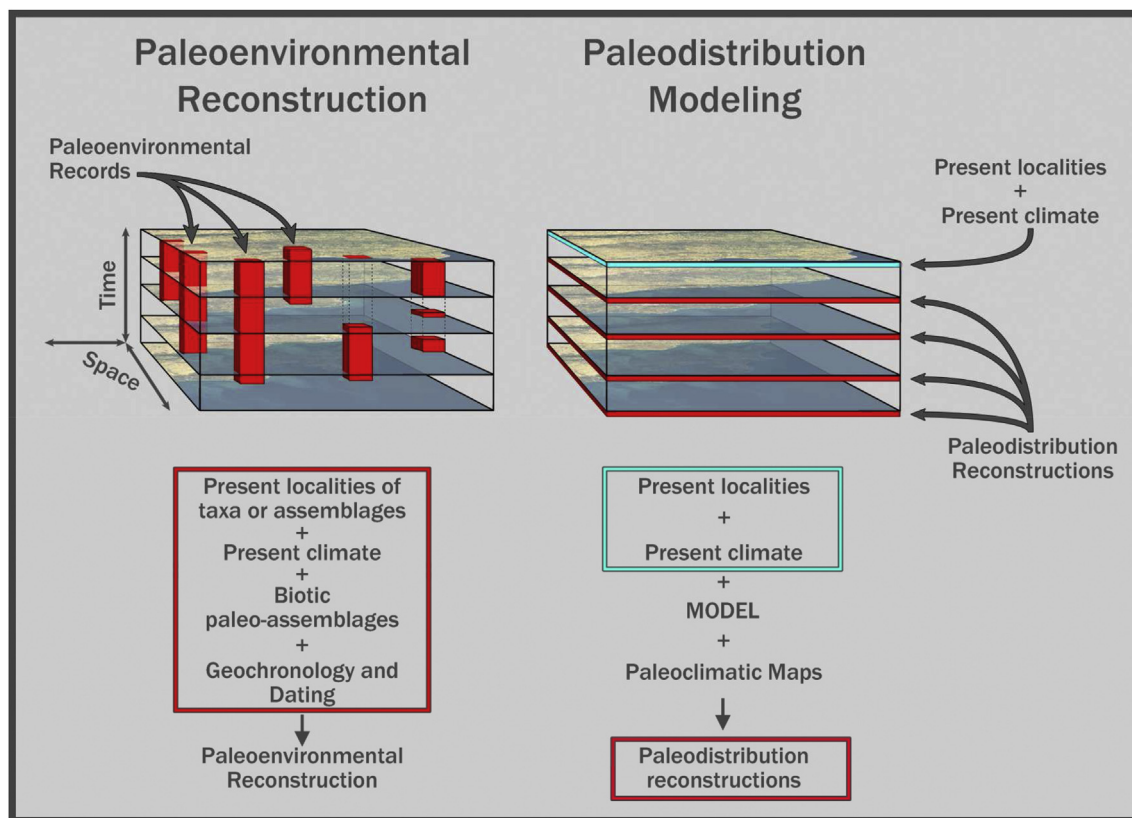 Paleoenvironmental
Reconstruction
Paleoenvironmental
Records
Time
Space
Present localities of
taxa or assemblages
+
Present climate
+
Biotic
paleo-assemblages
+
Geochronology and
Dating
Paleoenvironmental
Reconstruction
Paleodistribution
Modeling
Present localities
+
Present climate
Paleodistribution
Reconstructions
Present localities
+
Present climate
+
MODEL
+
Paleoclimatic Maps
Paleodistribution
reconstructions